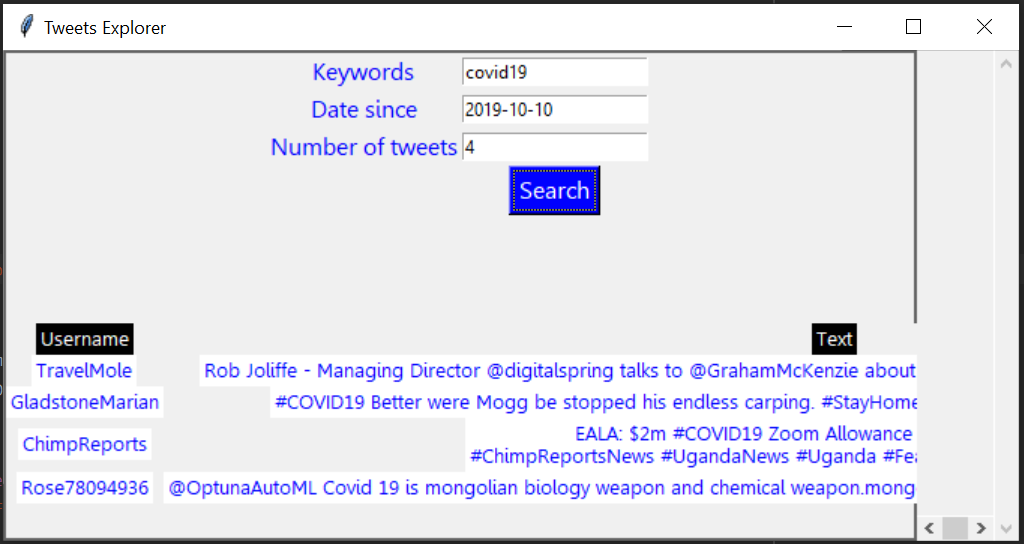 Tweets Explorer
Keywords covid19
Date since 2019-10-10
Number of tweets 4
Search
Username Text
TravelMole Rob Joliffe - Managing Director @digitalspring talks to @GrahamMcKenzie about
GladstoneMarian #COVID19 Better were Mogg be stopped his endless carping. #StayHome
ChimpReports EALA: $2m #COVID19 Zoom Allowance
#ChimpReportsNews #UgandaNews #Uganda #Fea
Rose78094936 @OptunaAutoML Covid 19 is mongolian biology weapon and chemical weapon.mong